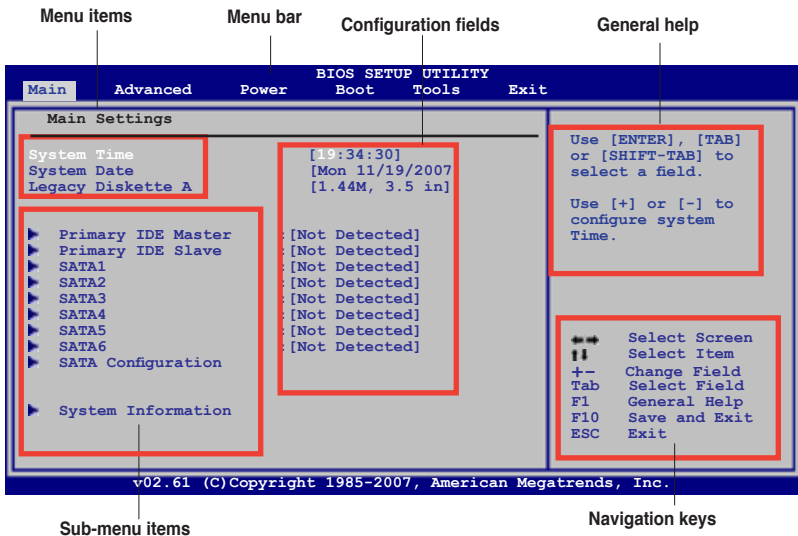 Menu items Menu bar Configuration fields General help
BIOS SETUP UTILITY
Main Advanced Power Boot Tools Exit
Main Settings
System Time [19:34:30]
System Date [Mon 11/19/2007
Legacy Diskette A [1.44M, 3.5 in]
Primary IDE Master :[Not Detected]
Primary IDE Slave :[Not Detected]
SATA1 :[Not Detected]
SATA2 :[Not Detected]
SATA3 :[Not Detected]
SATA4 :[Not Detected]
SATA5 :[Not Detected]
SATA6 :[Not Detected]
SATA Configuration
System Information
Use [ENTER], [TAB]
or [SHIFT-TAB] to
select a field.
Use [+] or [-] to
configure system
Time.
←→ Select Screen
↑↓ Select Item
+- Change Field
Tab Select Field
F1 General Help
F10 Save and Exit
ESC Exit
v02.61 (C)Copyright 1985-2007, American Megatrends, Inc.
Sub-menu items Navigation keys